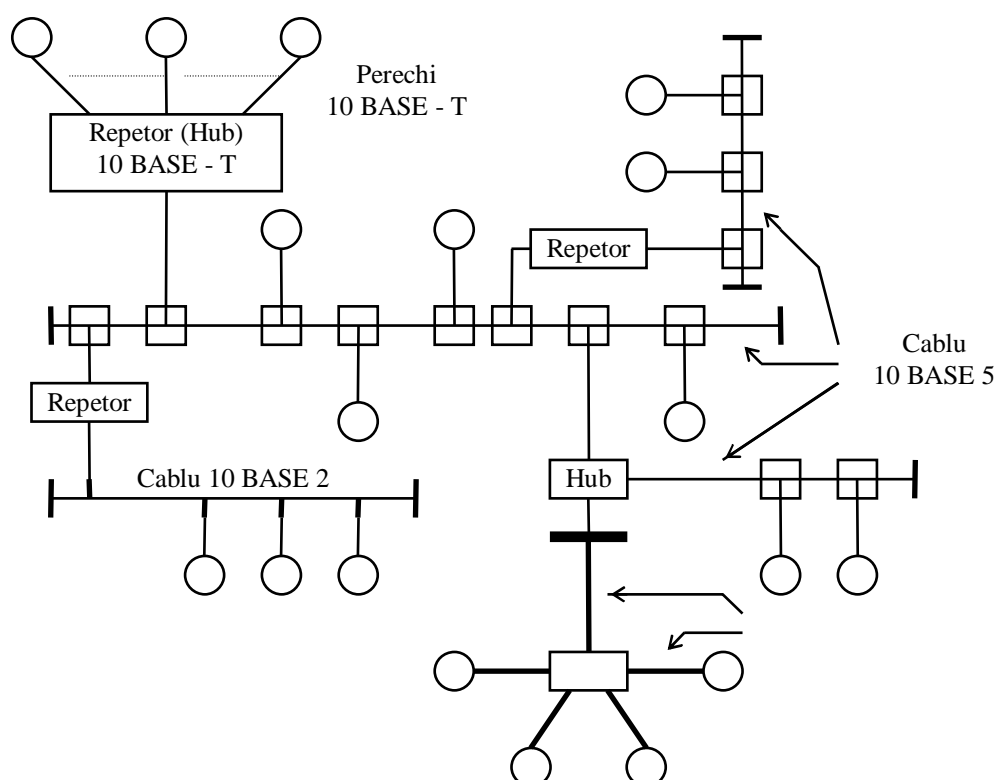 Perechi
10 BASE - T
Repetor (Hub)
10 BASE - T
Repetor
Cablu
10 BASE 5
Repetor
Cablu 10 BASE 2
Hub